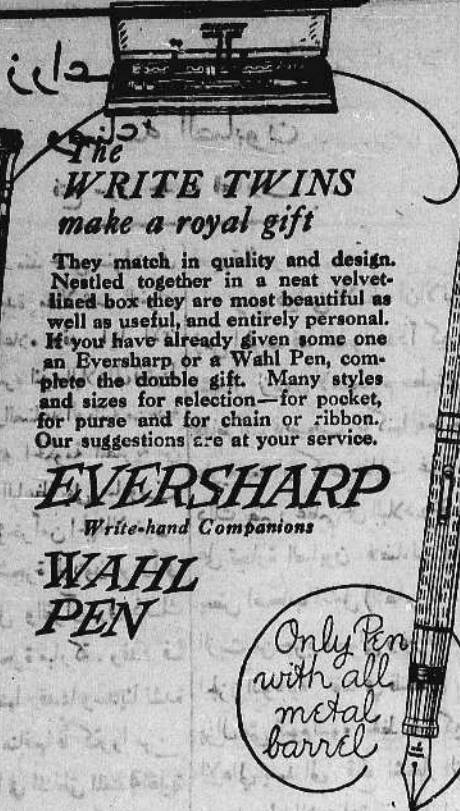 The
WRITE TWINS
make a royal gift
They match in quality and design.
Nestled together in a neat velvet-
lined box they are most beautiful as
well as useful, and entirely personal.
If you have already given some one
an Eversharp or a Wahl Pen, com-
plete the double gift. Many styles
and sizes for selection—for pocket,
for purse and for chain or ribbon.
Our suggestions are at your service.
EVERSHARP
Write-hand Companions
WAHL
PEN
Only Pen
with all
metal
barrel